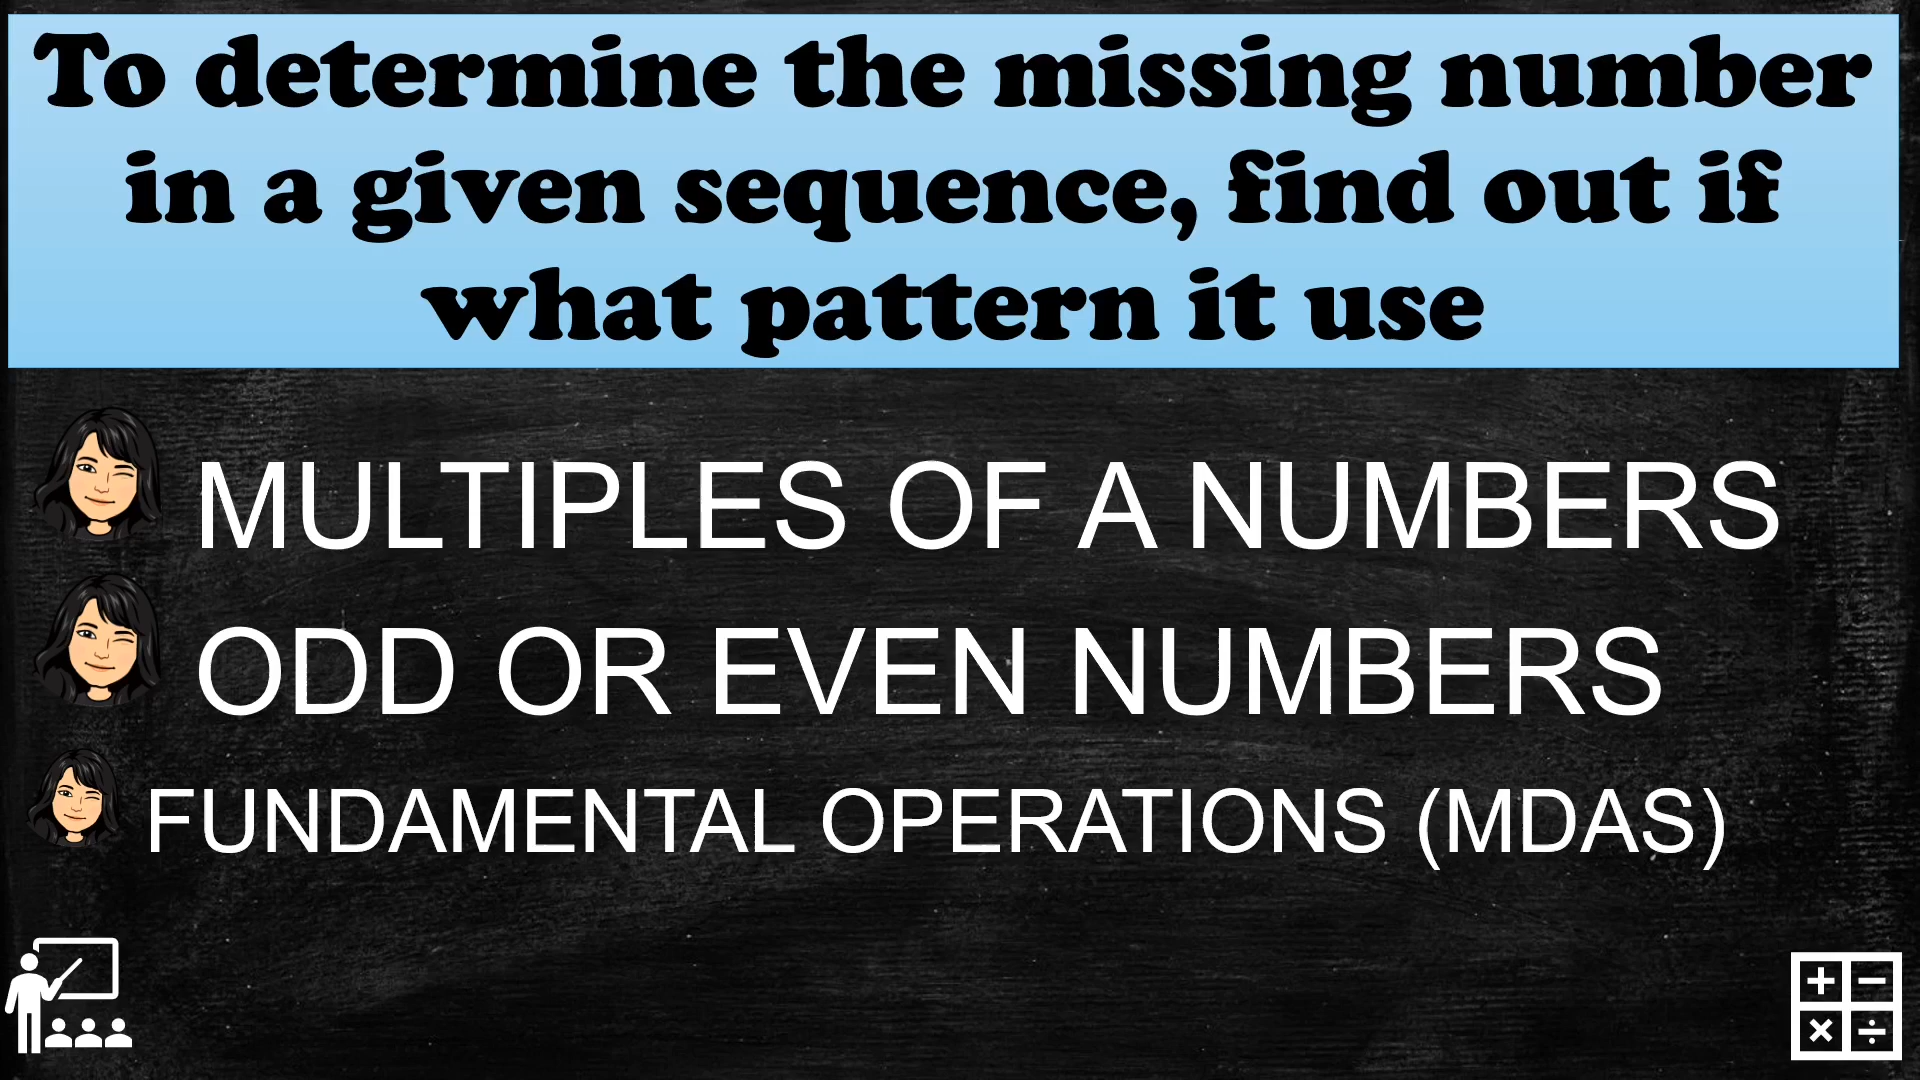 To determine the missing number
in a given sequence, find out if
what pattern it use
MULTIPLES OF A NUMBERS
ODD OR EVEN NUMBERS
FUNDAMENTAL OPERATIONS (MDAS)
+ −
× ÷